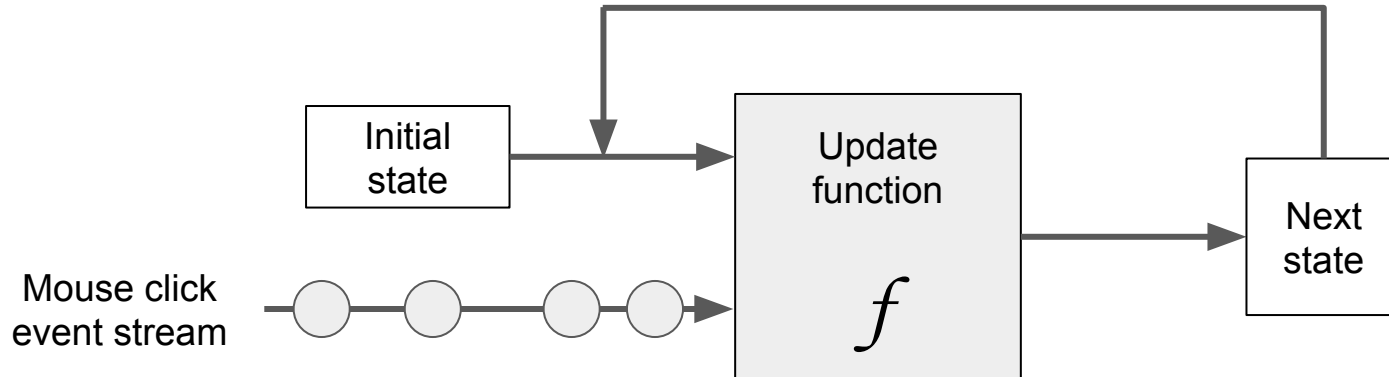 Initial
state
Update
function
f
Next
state
Mouse click
event stream